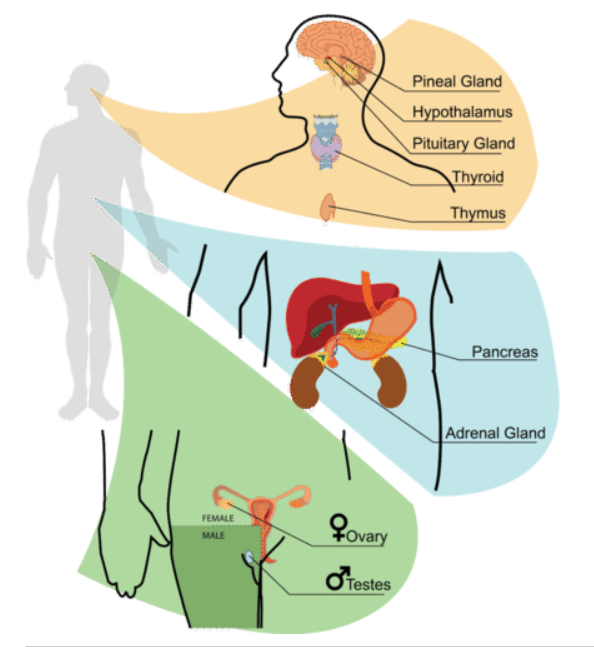 Pineal Gland
Hypothalamus
Pituitary Gland
Thyroid
Thymus
Pancreas
Adrenal Gland
FEMALE
MALE
♀Ovary
♂Testes